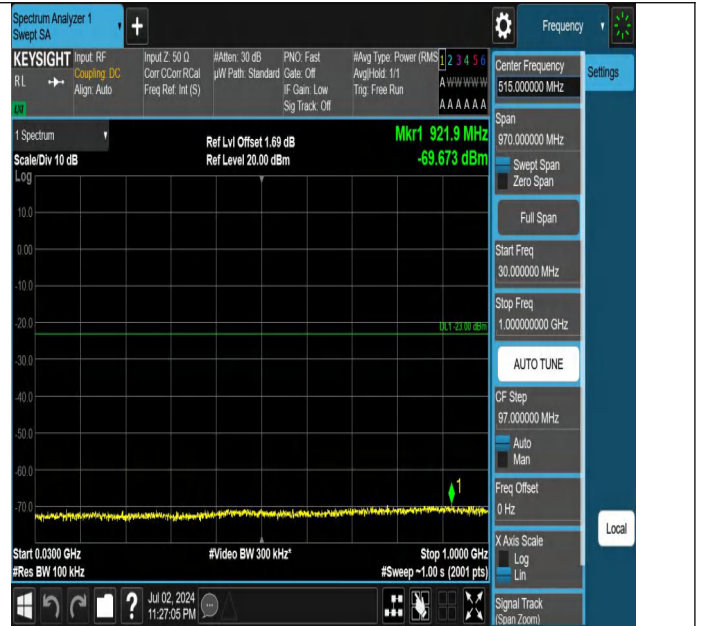 Spectrum Analyzer 1
Swept SA
+
Frequency
KEYSIGHT
RL
LXI
Input: RF
Coupling: DC
Align: Auto
Input Z: 50 Ω
Corr CCorr RCal
Freq Ref: Int (S)
#Atten: 30 dB
µW Path: Standard
PNO: Fast
Gate: Off
IF Gain: Low
Sig Track: Off
#Avg Type: Power (RMS
Avg|Hold: 1/1
Trig: Free Run
1 2 3 4 5 6
A W W W W W
A A A A A A
1 Spectrum
Scale/Div 10 dB
Log
Ref Lvl Offset 1.69 dB
Ref Level 20.00 dBm
Mkr1 921.9 MHz
-69.673 dBm
10.0
0.00
-10.0
-20.0
DL1 -23.00 dBm
-30.0
-40.0
-50.0
-60.0
1
-70.0
Start 0.0300 GHz
#Res BW 100 kHz
#Video BW 300 kHz*
Stop 1.0000 GHz
#Sweep ~1.00 s (2001 pts)
Center Frequency
515.000000 MHz
Settings
Span
970.000000 MHz
Swept Span
Zero Span
Full Span
Start Freq
30.000000 MHz
Stop Freq
1.000000000 GHz
AUTO TUNE
CF Step
97.000000 MHz
Auto
Man
Freq Offset
0 Hz
X Axis Scale
Log
Lin
Local
Signal Track
(Span Zoom)
?
Jul 02, 2024
11:27:05 PM